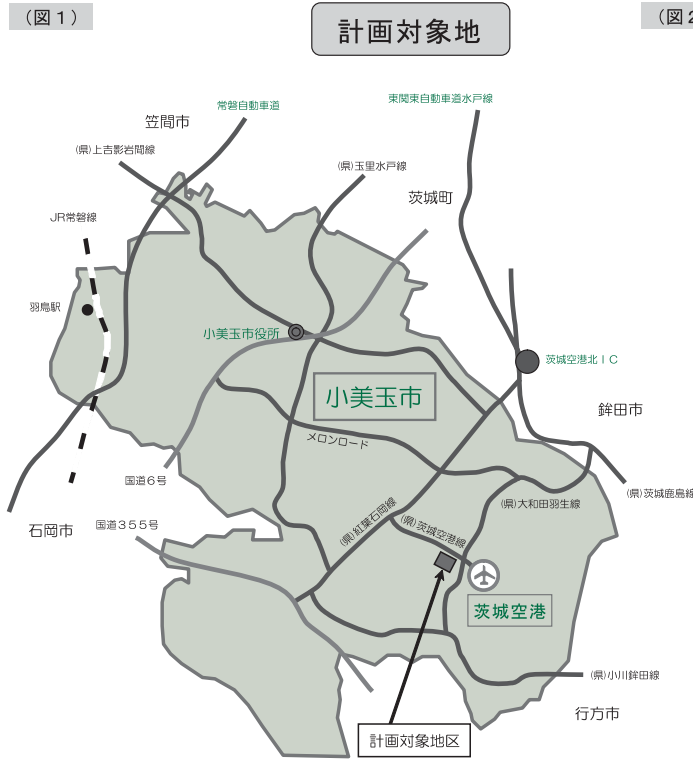 (図1)
計画対象地
(図2
常磐自動車道
東関東自動車道水戸線
笠間市
(県)上吉影岩間線
(県)玉里水戸線
茨城町
JR常磐線
羽鳥駅
小美玉市役所
茨城空港北IC
小美玉市
鉾田市
メロンロード
国道6号
(県)茨城鹿島線
(県)大和田羽生線
(県)紅葉石岡線
(県)茨城空港線
石岡市
国道355号
茨城空港
(県)小川鉾田線
行方市
計画対象地区